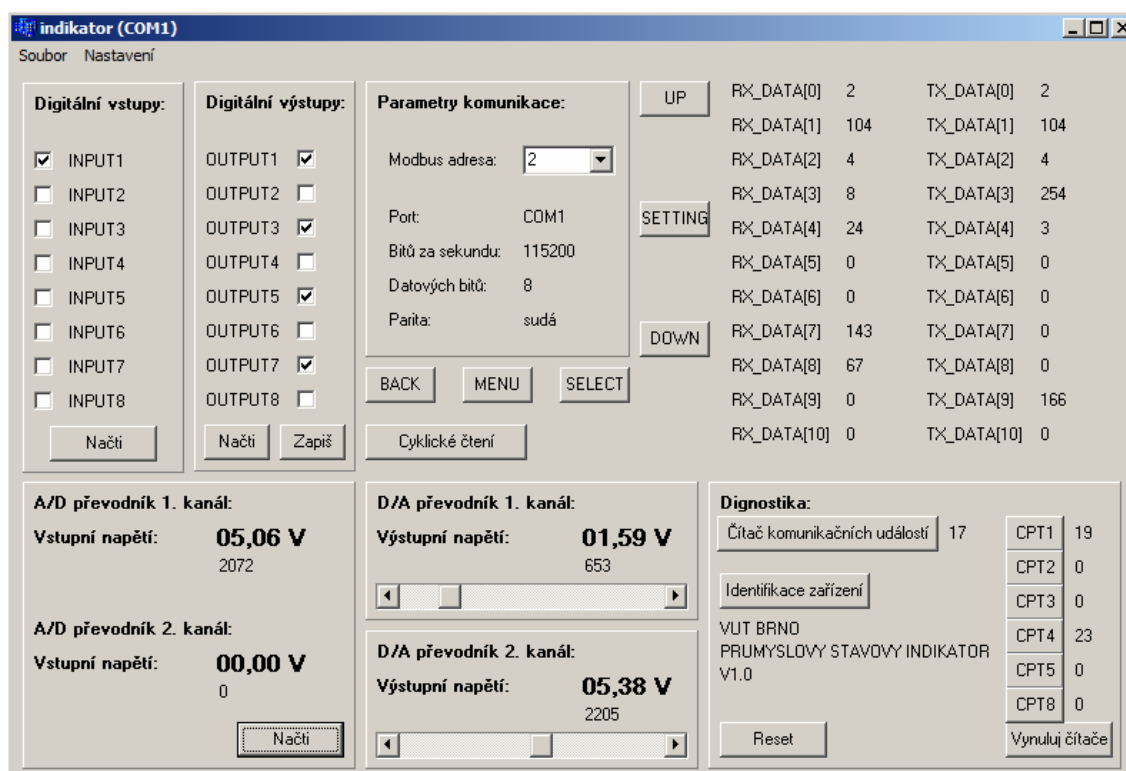 indikator (COM1)
Soubor Nastavení
Digitální vstupy:
INPUT1
INPUT2
INPUT3
INPUT4
INPUT5
INPUT6
INPUT7
INPUT8
Načti
Digitální výstupy:
OUTPUT1
OUTPUT2
OUTPUT3
OUTPUT4
OUTPUT5
OUTPUT6
OUTPUT7
OUTPUT8
Načti Zapiš
Parametry komunikace:
Modbus adresa: 2
Port: COM1
Bitů za sekundu: 115200
Datových bitů: 8
Parita: sudá
BACK MENU SELECT
Cyklické čtení
UP
SETTING
DOWN
RX_DATA[0] 2 TX_DATA[0] 2
RX_DATA[1] 104 TX_DATA[1] 104
RX_DATA[2] 4 TX_DATA[2] 4
RX_DATA[3] 8 TX_DATA[3] 254
RX_DATA[4] 24 TX_DATA[4] 3
RX_DATA[5] 0 TX_DATA[5] 0
RX_DATA[6] 0 TX_DATA[6] 0
RX_DATA[7] 143 TX_DATA[7] 0
RX_DATA[8] 67 TX_DATA[8] 0
RX_DATA[9] 0 TX_DATA[9] 166
RX_DATA[10] 0 TX_DATA[10] 0
A/D převodník 1. kanál:
Vstupní napětí: 05,06 V
2072
A/D převodník 2. kanál:
Vstupní napětí: 00,00 V
0
Načti
D/A převodník 1. kanál:
Výstupní napětí: 01,59 V
653
D/A převodník 2. kanál:
Výstupní napětí: 05,38 V
2205
Dignostika:
Čítač komunikačních událostí 17
Identifikace zařízení
VUT BRNO
PRUMYSLOVY STAVOVY INDIKATOR
V1.0
Reset
CPT1 19
CPT2 0
CPT3 0
CPT4 23
CPT5 0
CPT8 0
Vynuluj čítače